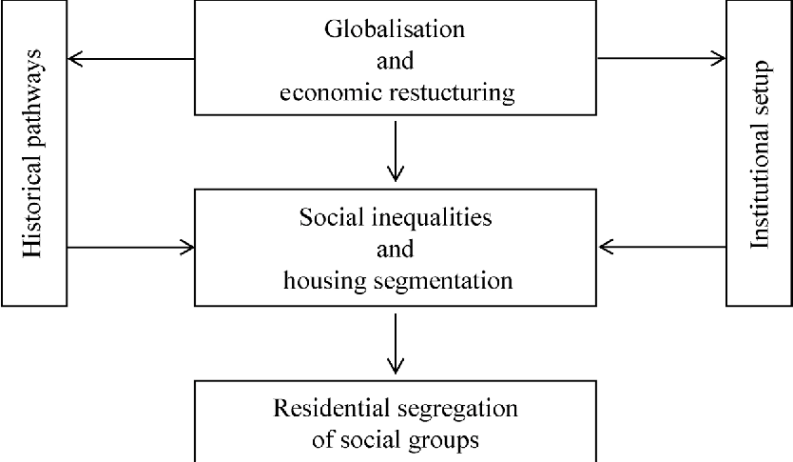 Globalisation
and
economic restucturing
Historical pathways
Institutional setup
Social inequalities
and
housing segmentation
Residential segregation
of social groups